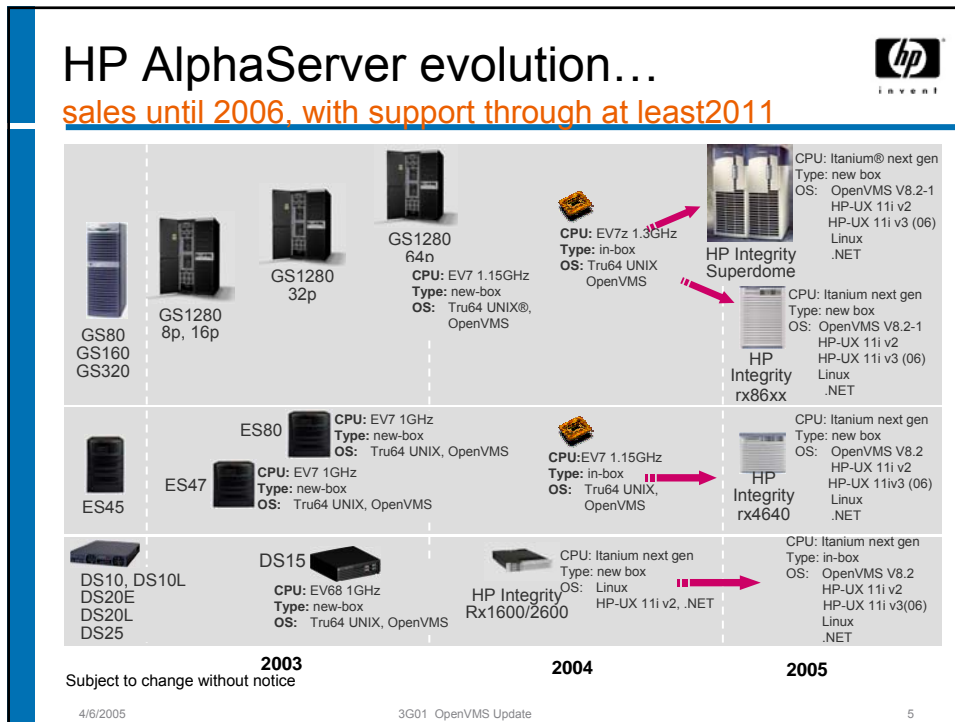 HP AlphaServer evolution…
sales until 2006, with support through at least2011
hp
i n v e n t
GS80
GS160
GS320
GS1280
8p, 16p
GS1280
32p
GS1280
64p
CPU: EV7 1.15GHz
Type: new-box
OS: Tru64 UNIX®,
OpenVMS
CPU: EV7z 1.3GHz
Type: in-box
OS: Tru64 UNIX
OpenVMS
HP Integrity
Superdome
CPU: Itanium® next gen
Type: new box
OS: OpenVMS V8.2-1
HP-UX 11i v2
HP-UX 11i v3 (06)
Linux
.NET
HP
Integrity
rx86xx
CPU: Itanium next gen
Type: new box
OS: OpenVMS V8.2-1
HP-UX 11i v2
HP-UX 11i v3 (06)
Linux
.NET
ES45
ES47
CPU: EV7 1GHz
Type: new-box
OS: Tru64 UNIX, OpenVMS
ES80
CPU: EV7 1GHz
Type: new-box
OS: Tru64 UNIX, OpenVMS
CPU:EV7 1.15GHz
Type: in-box
OS: Tru64 UNIX,
OpenVMS
HP
Integrity
rx4640
CPU: Itanium next gen
Type: new box
OS: OpenVMS V8.2
HP-UX 11i v2
HP-UX 11iv3 (06)
Linux
.NET
DS10, DS10L
DS20E
DS20L
DS25
DS15
CPU: EV68 1GHz
Type: new-box
OS: Tru64 UNIX, OpenVMS
HP Integrity
Rx1600/2600
CPU: Itanium next gen
Type: new box
OS: Linux
HP-UX 11i v2, .NET
CPU: Itanium next gen
Type: in-box
OS: OpenVMS V8.2
HP-UX 11i v2
HP-UX 11i v3(06)
Linux
.NET
2003
2004
2005
Subject to change without notice
4/6/2005
3G01 OpenVMS Update
5